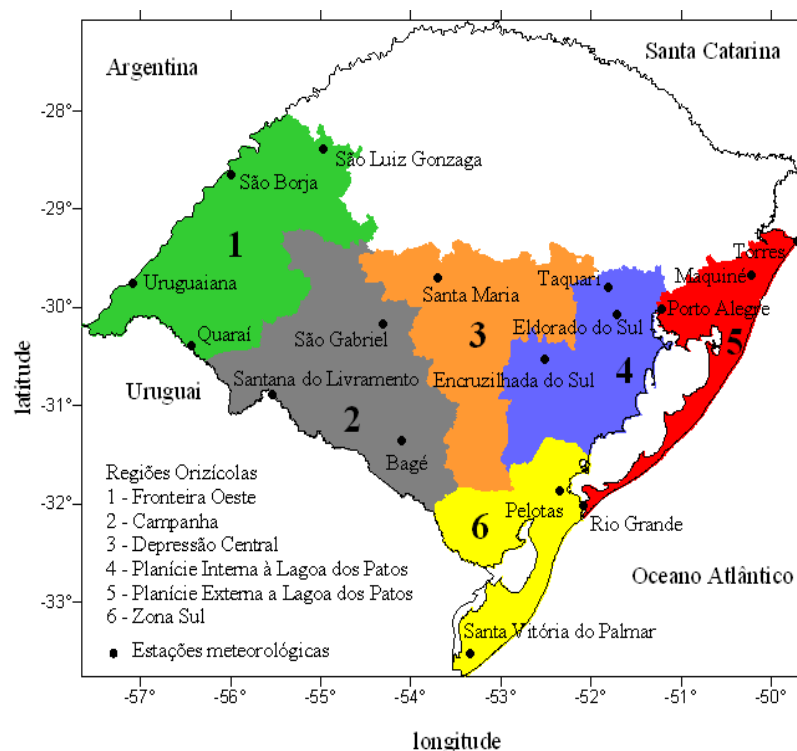 Argentina
Santa Catarina
-28°
São Luiz Gonzaga
São Borja
-29°
1
Torres
Uruguaiana
Taquari
Maquiné
Santa Maria
-30°
Porto Alegre
Quaraí
São Gabriel
3
Eldorado do Sul
5
latitude
Uruguai
Santana do Livramento
Encruzilhada do Sul
4
-31°
2
Bagé
Regiões Orizícolas
1 - Fronteira Oeste
-32°
2 - Campanha
3 - Depressão Central
4 - Planície Interna à Lagoa dos Patos
5 - Planície Externa a Lagoa dos Patos
6 - Zona Sul
Estações meteorológicas
Pelotas
6
Rio Grande
Oceano Atlântico
-33°
Santa Vitória do Palmar
-57° -56° -55° -54° -53° -52° -51° -50°
longitude